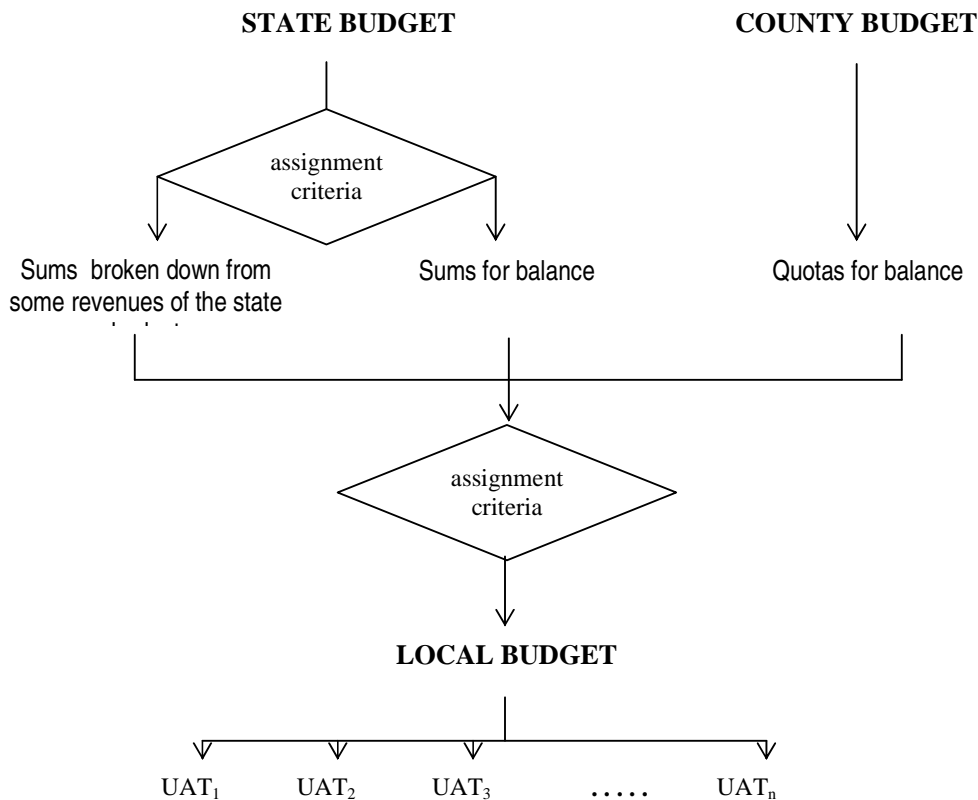 STATE BUDGET
COUNTY BUDGET
assignment
criteria
Sums broken down from
some revenues of the state
Sums for balance
Quotas for balance
assignment
criteria
LOCAL BUDGET
UAT₁ UAT₂ UAT₃ ..... UATₙ